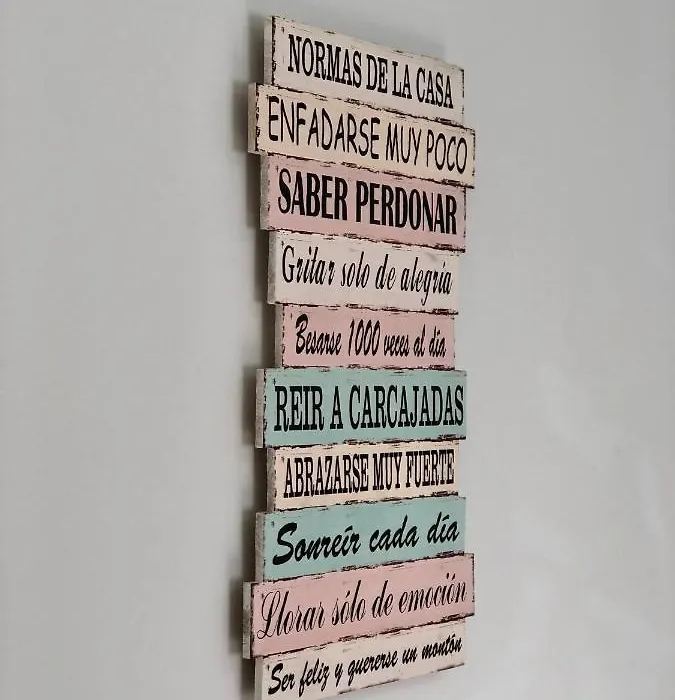 NORMAS DE LA CASA
ENFADARSE MUY POCO
SABER PERDONAR
Gritar solo de alegria
Besarse 1000 veces al día
REIR A CARCAJADAS
ABRAZARSE MUY FUERTE
Sonreír cada día
Llorar sólo de emoción
Ser feliz y quererse un montón